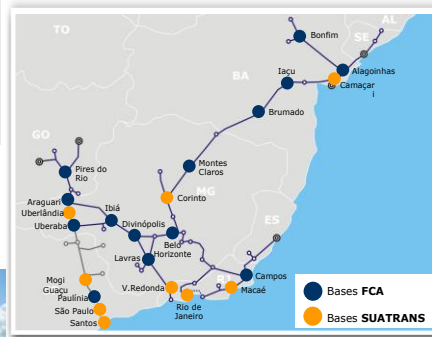 TO
AL
SE
Bonfim
Alagoinhas
Camaçar
i
Iaçu
BA
Brumado
GO
Pires do
Rio
Montes
Claros
MG
Corinto
Araguari
Ibiá
Uberlândia
Uberaba
Divinópolis
Belo
Horizonte
ES
Lavras
Mogi
Guaçu
V.Redonda
Campos
RJ
Macaé
Paulínia
Rio de
Janeiro
São Paulo
Santos
Bases FCA
Bases SUATRANS